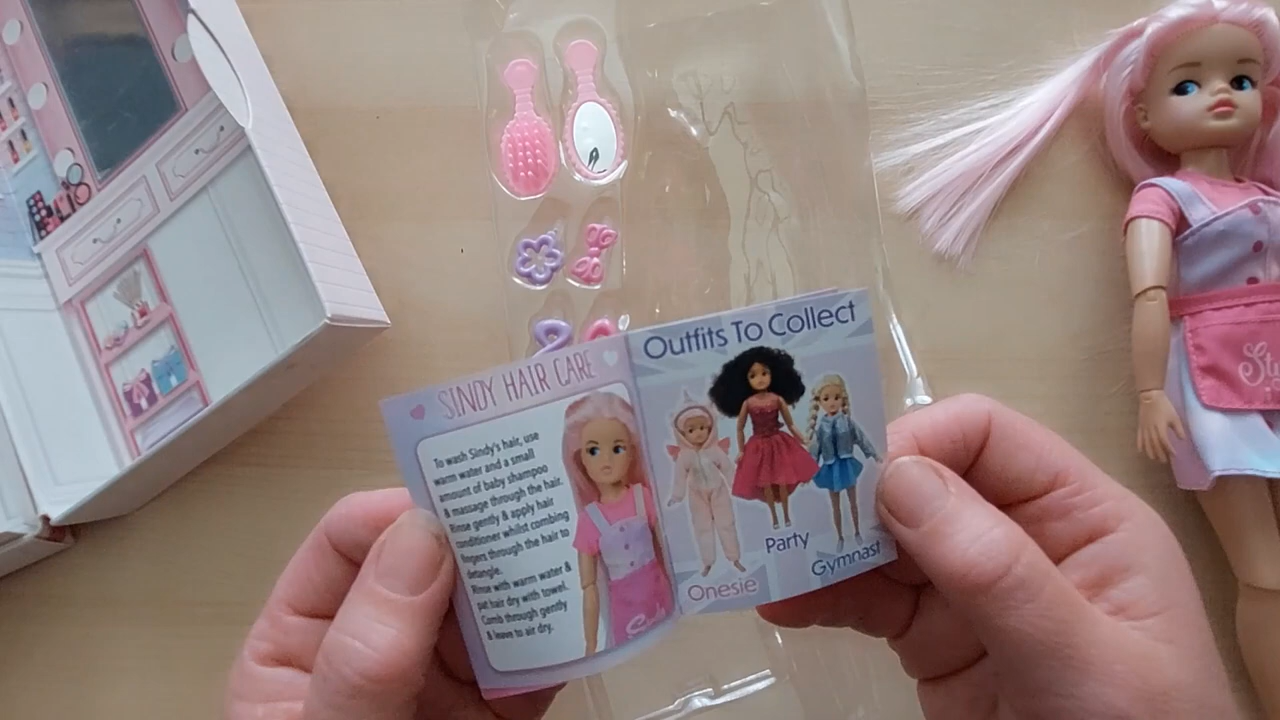 SINDY HAIR CARE
To wash Sindy's hair, use
warm water and a small
amount of baby shampoo
& massage through the hair.
Rinse gently & apply hair
conditioner whilst combing
fingers through the hair to
detangle.
Rinse with warm water &
pat hair dry with towel.
Comb through gently
& leave to air dry.
Outfits To Collect
Onesie
Party
Gymnast